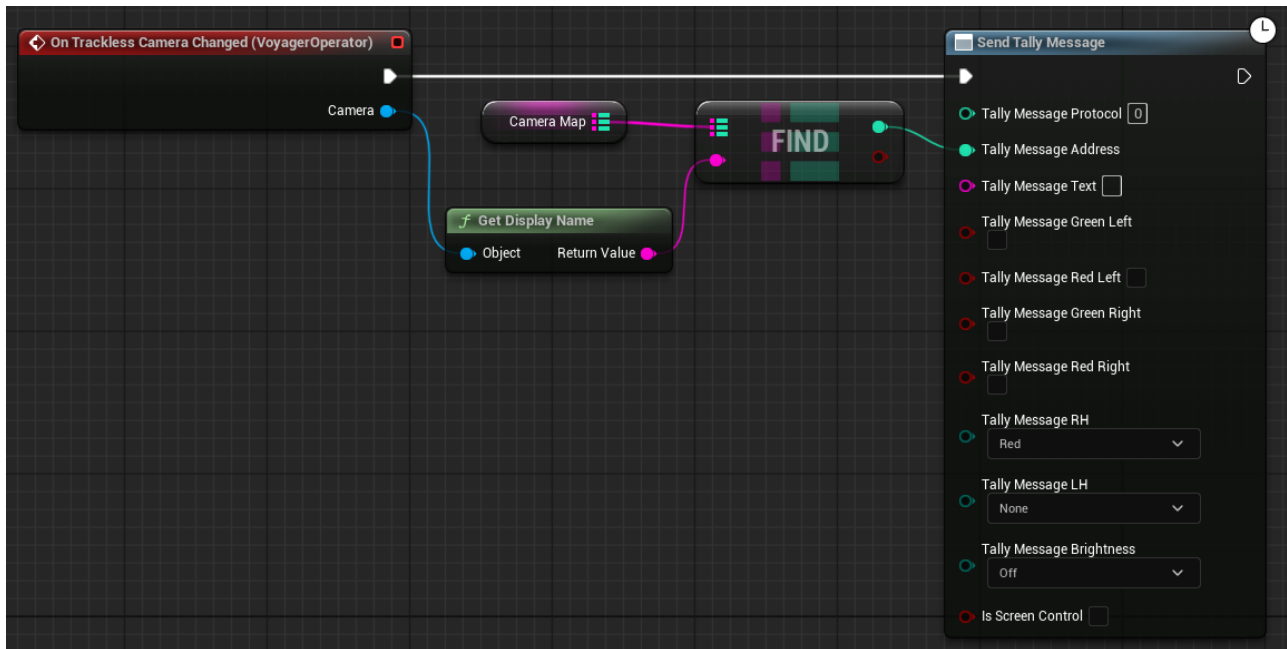 On Trackless Camera Changed (VoyagerOperator)
Camera
Camera Map
FIND
f Get Display Name
Object Return Value
Send Tally Message
Tally Message Protocol 0
Tally Message Address
Tally Message Text
Tally Message Green Left
Tally Message Red Left
Tally Message Green Right
Tally Message Red Right
Tally Message RH
Red
Tally Message LH
None
Tally Message Brightness
Off
Is Screen Control